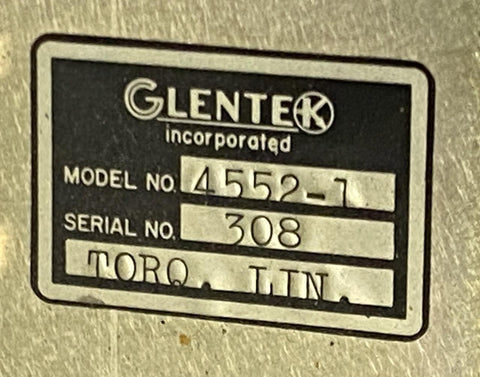 GLENTEK
incorporated
MODEL NO. 4552-1
SERIAL NO. 308
TORQ. LIN.